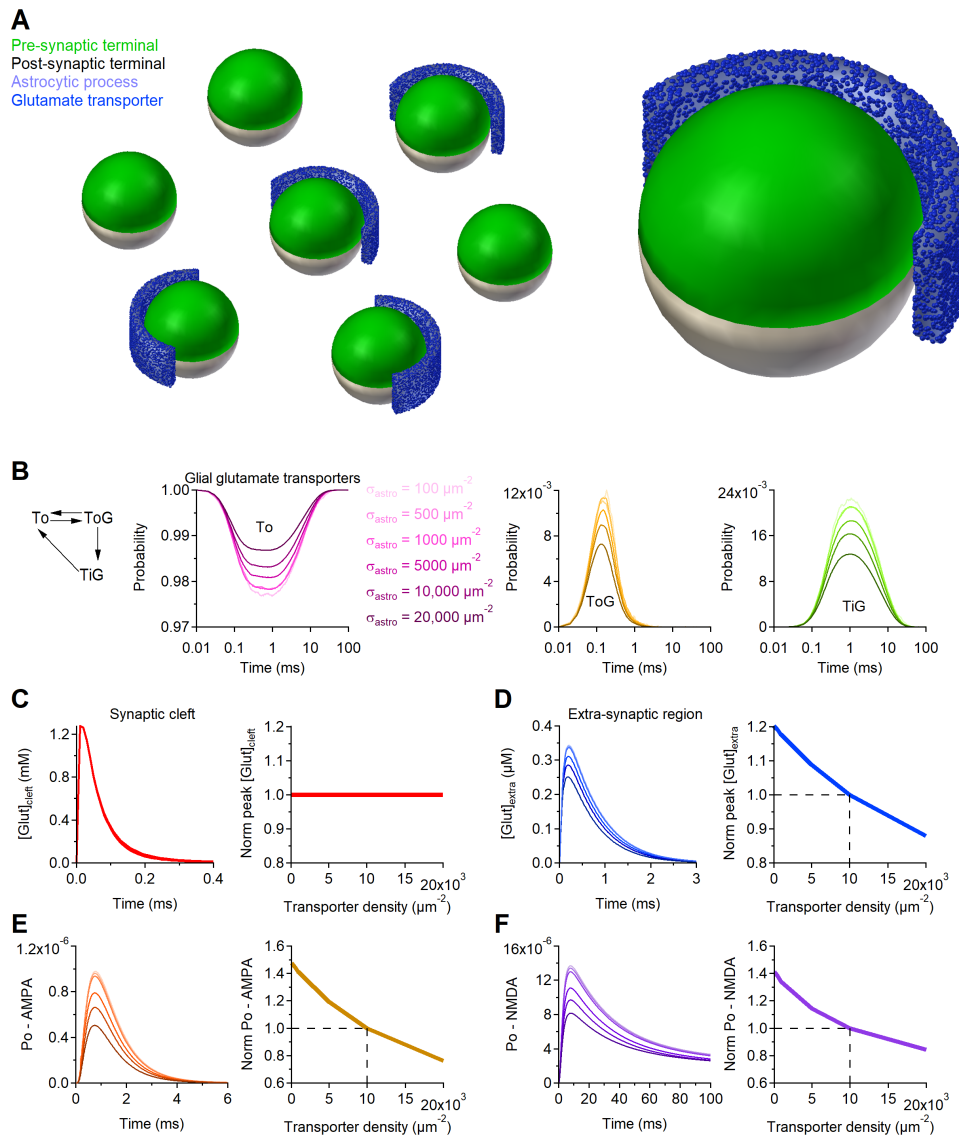 A
Pre-synaptic terminal
Post-synaptic terminal
Astrocytic process
Glutamate transporter
B
To
ToG
TiG
Glial glutamate transporters
Probability
1.00
0.99
0.98
0.97
To
0.01
0.1
1
10
100
Time (ms)
σastro = 100 µm-2
σastro = 500 µm-2
σastro = 1000 µm-2
σastro = 5000 µm-2
σastro = 10,000 µm-2
σastro = 20,000 µm-2
Probability
12x10-3
8
4
0
ToG
0.01
0.1
1
10
100
Time (ms)
Probability
24x10-3
16
8
0
TiG
0.01
0.1
1
10
100
Time (ms)
C
Synaptic cleft
[Glut]cleft (mM)
1.2
0.8
0.4
0.0
0.0
0.2
0.4
Time (ms)
Norm peak [Glut]cleft
1.2
1.1
1.0
0.9
0.8
0
5
10
15
20x103
Transporter density (µm-2)
D
Extra-synaptic region
[Glut]extra (µM)
0.4
0.3
0.2
0.1
0.0
0
1
2
3
Time (ms)
Norm peak [Glut]extra
1.2
1.1
1.0
0.9
0.8
0
5
10
15
20x103
Transporter density (µm-2)
E
Po - AMPA
1.2x10-6
0.8
0.4
0.0
0
2
4
6
Time (ms)
Norm Po - AMPA
1.6
1.4
1.2
1.0
0.8
0.6
0
5
10
15
20x103
Transporter density (µm-2)
F
Po - NMDA
16x10-6
12
8
4
0
0
20
40
60
80
100
Time (ms)
Norm Po - NMDA
1.6
1.4
1.2
1.0
0.8
0.6
0
5
10
15
20x103
Transporter density (µm-2)